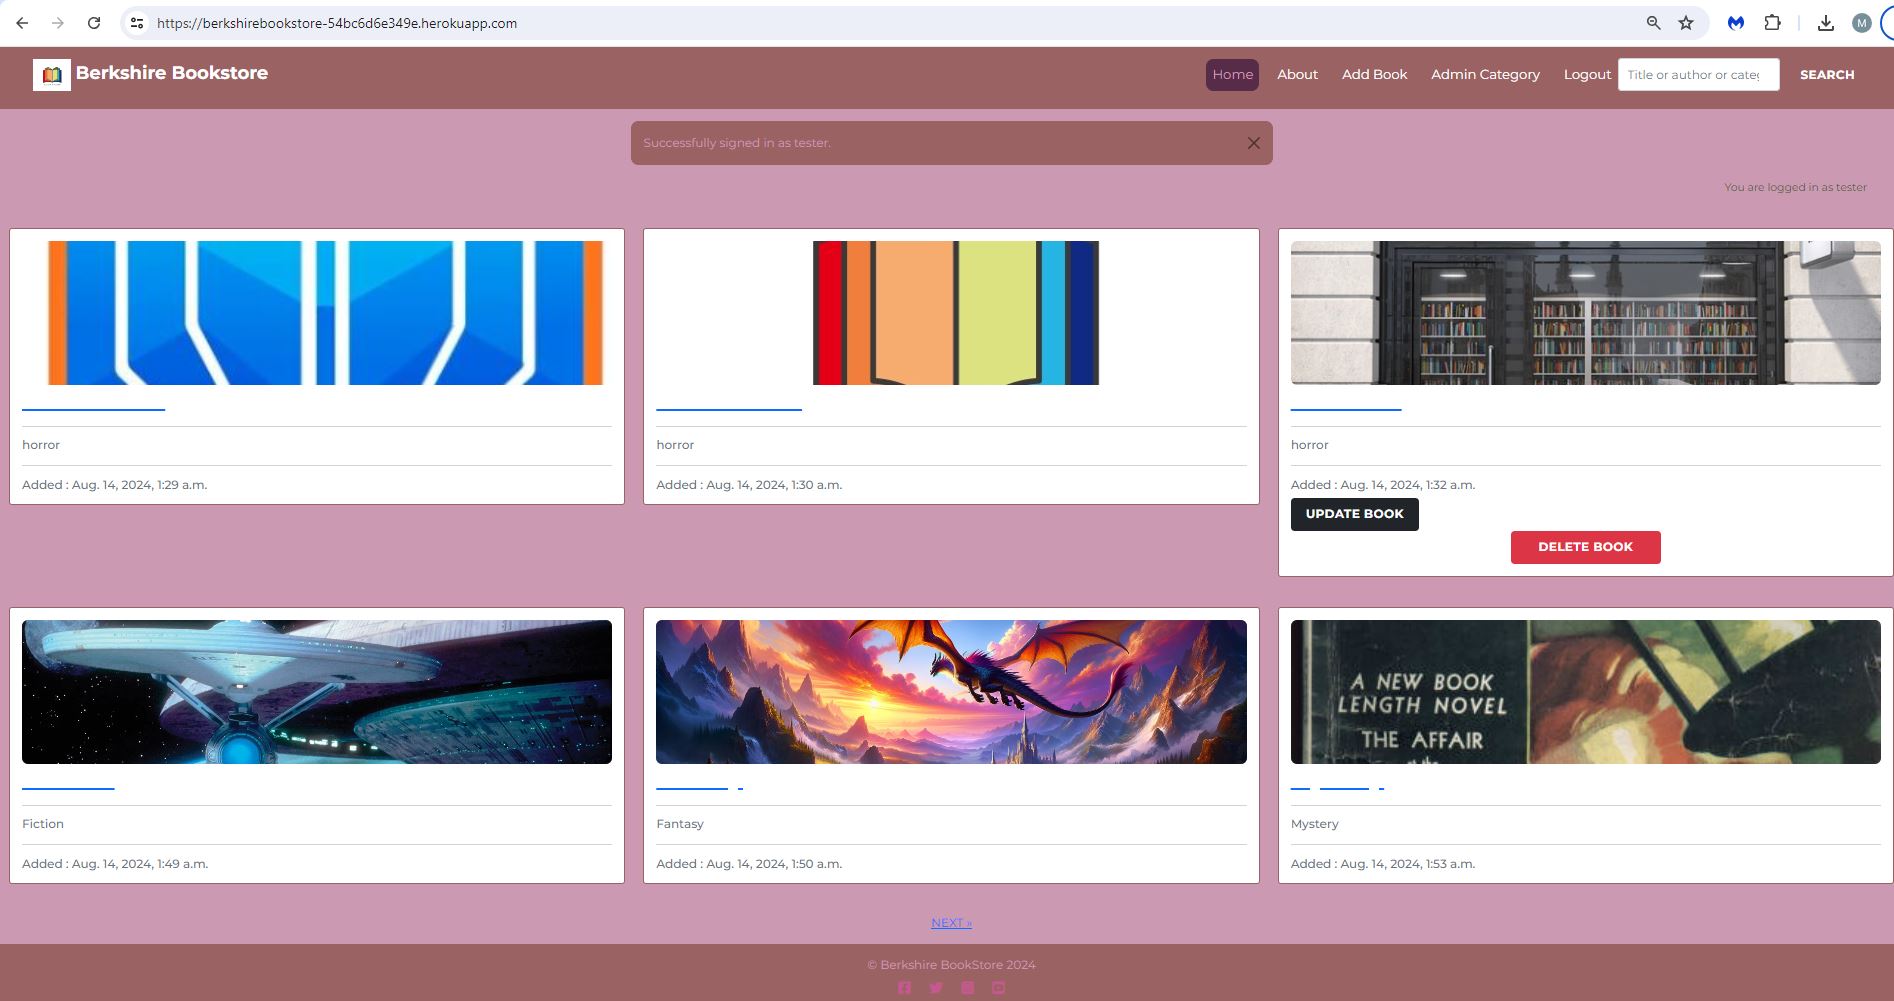 https://berkshirebookstore-54bc6d6e349e.herokuapp.com
M
Berkshire Bookstore
Home
About
Add Book
Admin Category
Logout
Title or author or cate
SEARCH
Successfully signed in as tester.
You are logged in as tester
horror
Added : Aug. 14, 2024, 1:29 a.m.
horror
Added : Aug. 14, 2024, 1:30 a.m.
horror
Added : Aug. 14, 2024, 1:32 a.m.
UPDATE BOOK
DELETE BOOK
Fiction
Added : Aug. 14, 2024, 1:49 a.m.
Fantasy
Added : Aug. 14, 2024, 1:50 a.m.
A NEW BOOK
LENGTH NOVEL
THE AFFAIR
Mystery
Added : Aug. 14, 2024, 1:53 a.m.
NEXT »
© Berkshire BookStore 2024